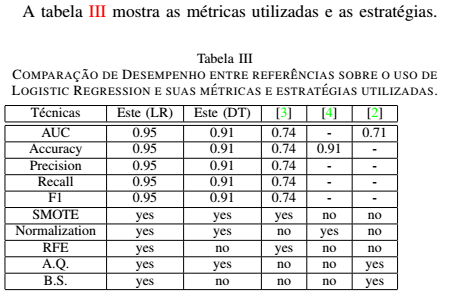 A tabela III mostra as métricas utilizadas e as estratégias.
Tabela III
Comparação de Desempenho entre referências sobre o uso de
Logistic Regression e suas métricas e estratégias utilizadas.
Técnicas Este (LR) Este (DT) [3] [4] [2]
AUC 0.95 0.91 0.74 - 0.71
Accuracy 0.95 0.91 0.74 0.91 -
Precision 0.95 0.91 0.74 - -
Recall 0.95 0.91 0.74 - -
F1 0.95 0.91 0.74 - -
SMOTE yes yes yes no no
Normalization yes yes no yes no
RFE yes no yes no no
A.Q. yes yes no no yes
B.S. yes no no no yes